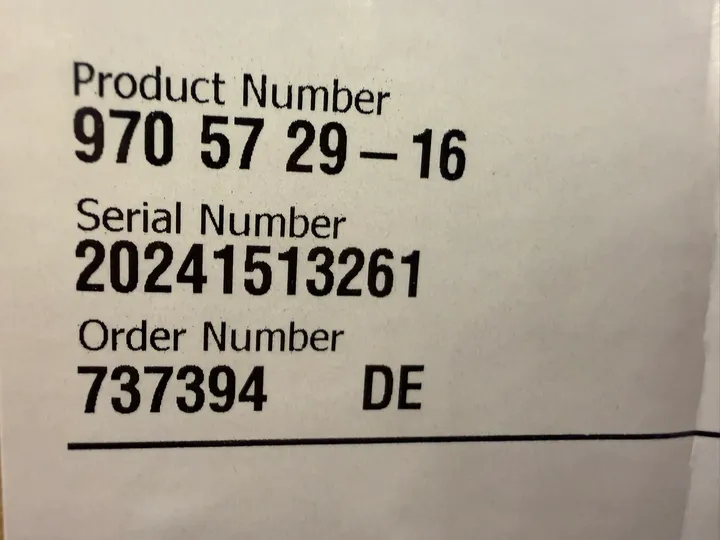 Product Number
970 57 29 – 16
Serial Number
20241513261
Order Number
737394 DE